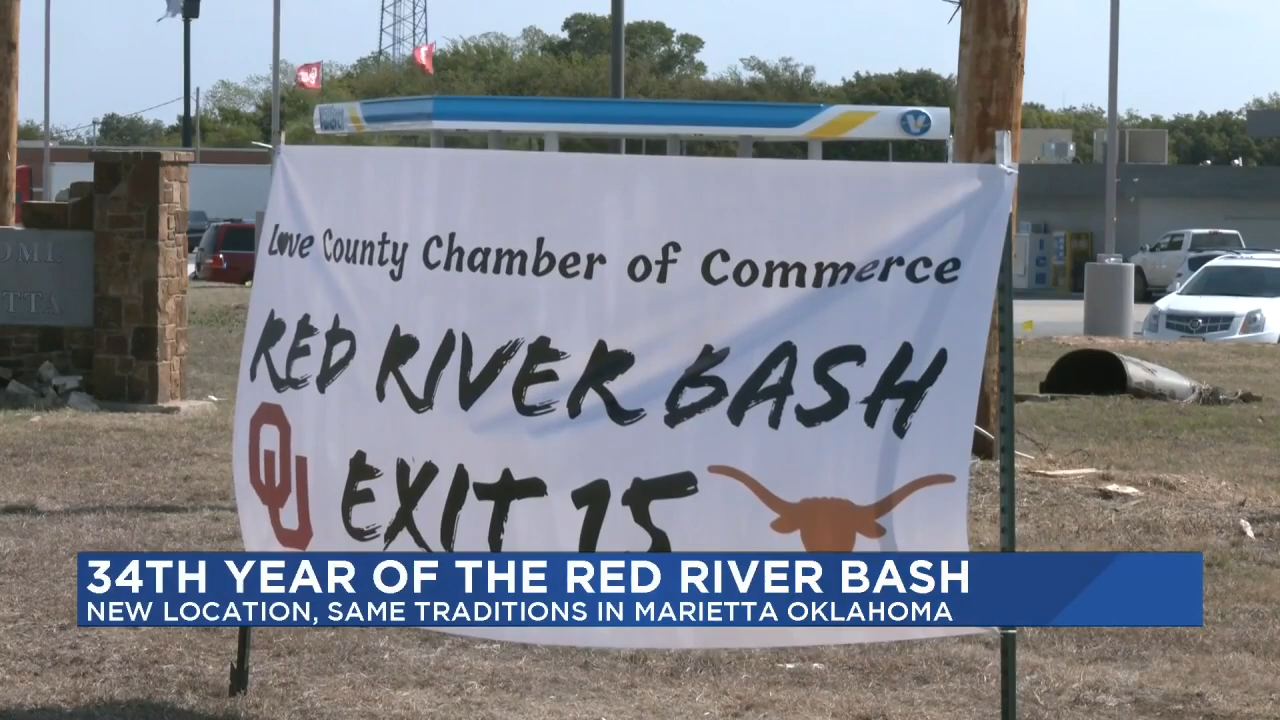 Love County Chamber of Commerce
RED RIVER BASH
OU
EXIT 15
34TH YEAR OF THE RED RIVER BASH
NEW LOCATION, SAME TRADITIONS IN MARIETTA OKLAHOMA